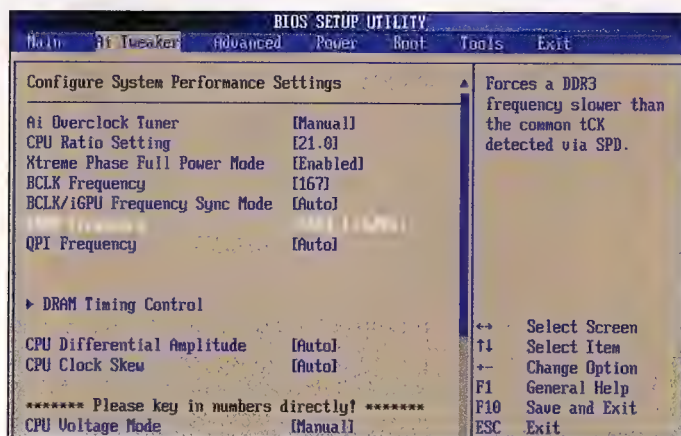 BIOS SETUP UTILITY
Main Ai Tweaker Advanced Power Boot Tools Exit
Configure System Performance Settings
Ai Overclock Tuner [Manual]
CPU Ratio Setting [21.0]
Xtreme Phase Full Power Mode [Enabled]
BCLK Frequency [167]
BCLK/iGPU Frequency Sync Mode [Auto]
QPI Frequency [Auto]
▸ DRAM Timing Control
CPU Differential Amplitude [Auto]
CPU Clock Skew [Auto]
******* Please key in numbers directly! *******
CPU Voltage Mode [Manual]
Forces a DDR3
frequency slower than
the common tCK
detected via SPD.
←→ Select Screen
↑↓ Select Item
+- Change Option
F1 General Help
F10 Save and Exit
ESC Exit